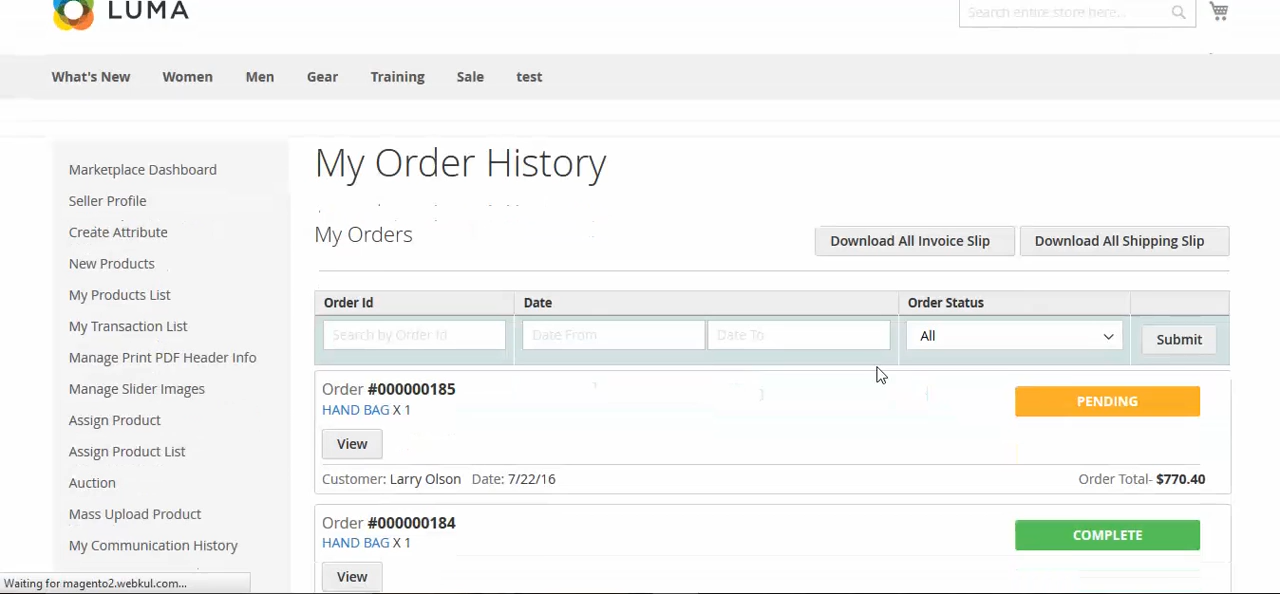 LUMA
Search entire store here...
What's New Women Men Gear Training Sale test
Marketplace Dashboard
Seller Profile
Create Attribute
New Products
My Products List
My Transaction List
Manage Print PDF Header Info
Manage Slider Images
Assign Product
Assign Product List
Auction
Mass Upload Product
My Communication History
My Order History
My Orders
Download All Invoice Slip Download All Shipping Slip
Order Id Date Order Status
Search by Order Id Date From Date To All Submit
Order #000000185
PENDING
HAND BAG X 1
View
Customer: Larry Olson Date: 7/22/16 Order Total- $770.40
Order #000000184
COMPLETE
HAND BAG X 1
View
Waiting for magento2.webkul.com...